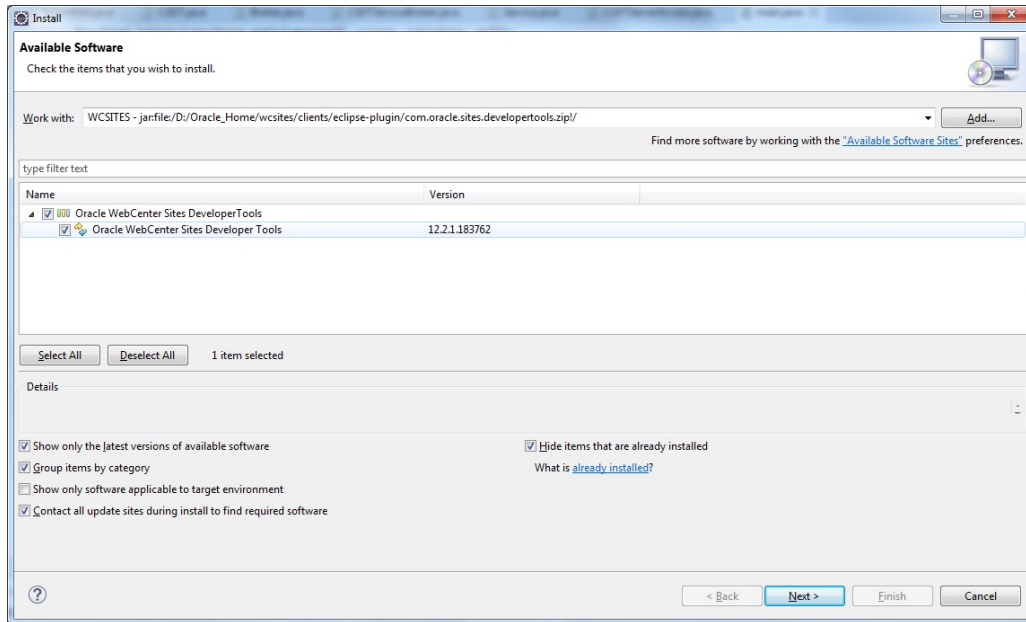 Install
Available Software
Check the items that you wish to install.
Work with: WCSITES - jar:file:/D:/Oracle_Home/wcsites/clients/eclipse-plugin/com.oracle.sites.developertools.zip!/ Add...
Find more software by working with the "Available Software Sites" preferences.
type filter text
Name Version
Oracle WebCenter Sites DeveloperTools
Oracle WebCenter Sites Developer Tools 12.2.1.183762
Select All Deselect All 1 item selected
Details
Show only the latest versions of available software Hide items that are already installed
Group items by category What is already installed?
Show only software applicable to target environment
Contact all update sites during install to find required software
< Back Next > Finish Cancel